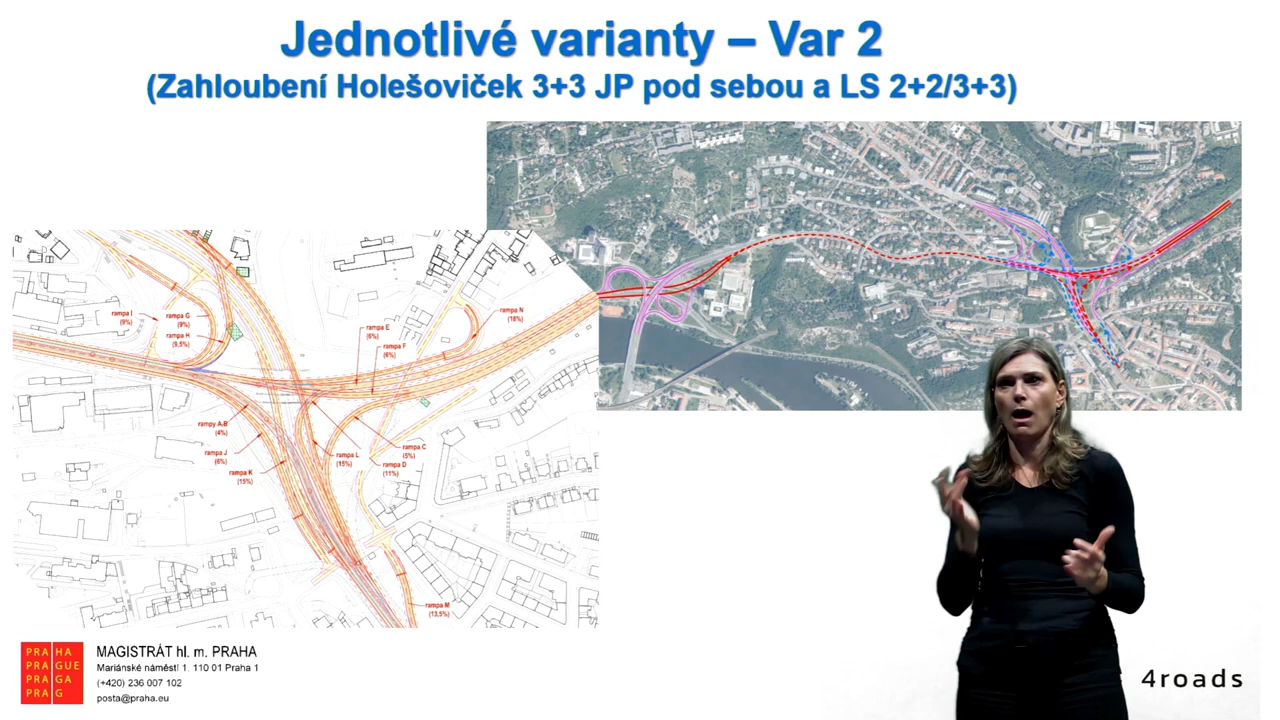 Jednotlivé varianty – Var 2
(Zahloubení Holešoviček 3+3 JP pod sebou a LS 2+2/3+3)
rampa I
(9%)
rampa G
(9%)
rampa H
(9,5%)
rampa E
(6%)
rampa F
(6%)
rampa N
(18%)
rampy A-B
(4%)
rampa J
(6%)
rampa K
(15%)
rampa L
(15%)
rampa C
(5%)
rampa D
(11%)
rampa M
(13,5%)
PRA HA
PRA GUE
PRA GA
PRA G
MAGISTRÁT hl. m. PRAHA
Mariánské náměstí 1, 110 01 Praha 1
(+420) 236 007 102
posta@praha.eu
4roads